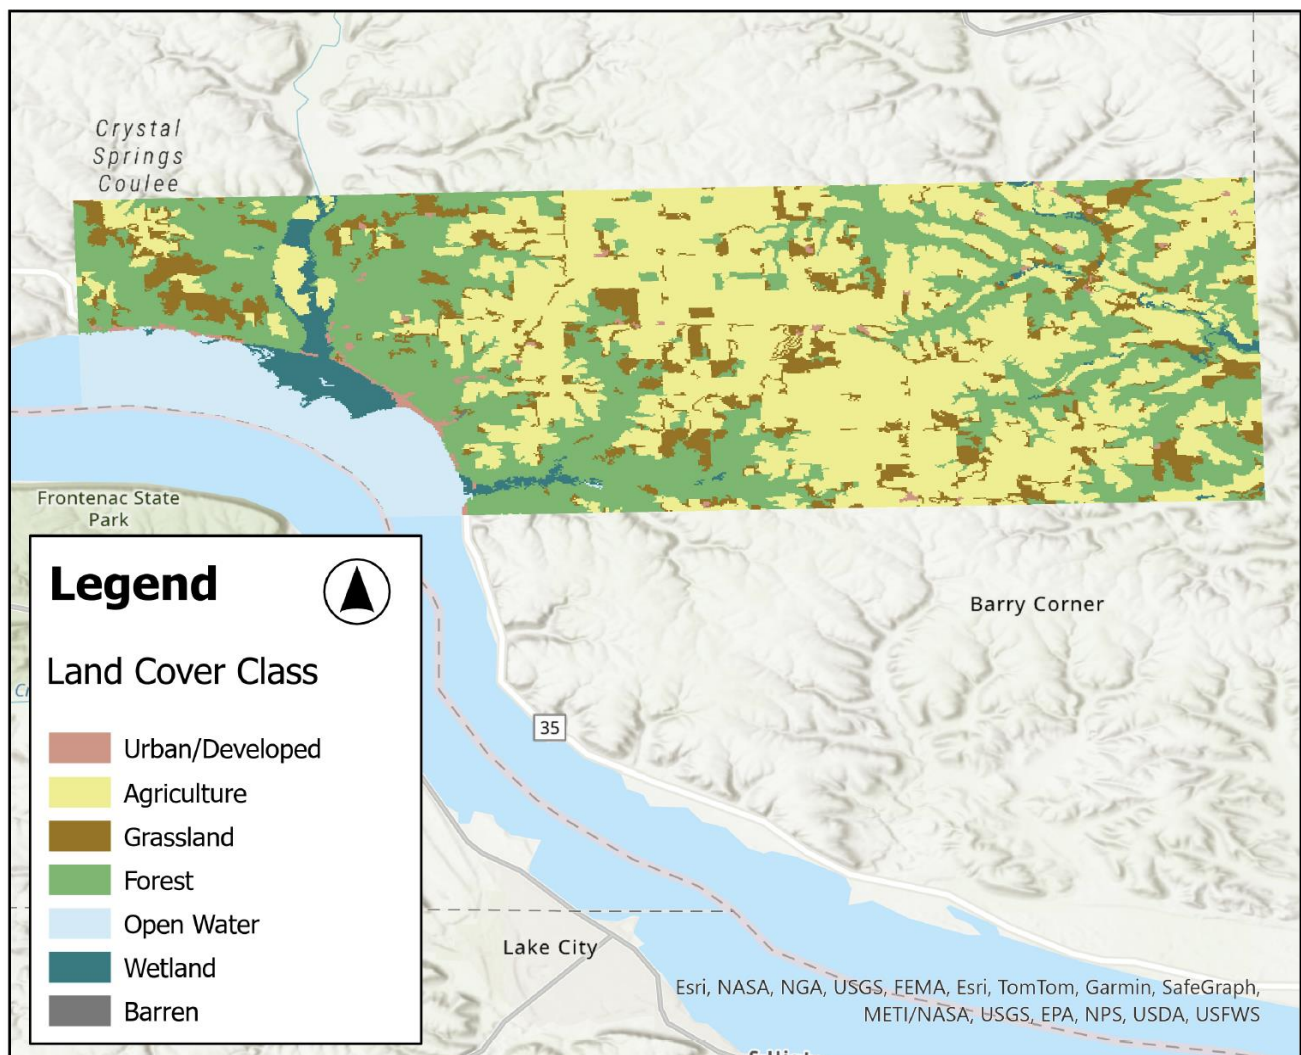 Crystal
Springs
Coulee
Frontenac State
Park
Legend
Land Cover Class
Urban/Developed
Agriculture
Grassland
Forest
Open Water
Wetland
Barren
Barry Corner
35
Lake City
Esri, NASA, NGA, USGS, FEMA, Esri, TomTom, Garmin, SafeGraph,
METI/NASA, USGS, EPA, NPS, USDA, USFWS